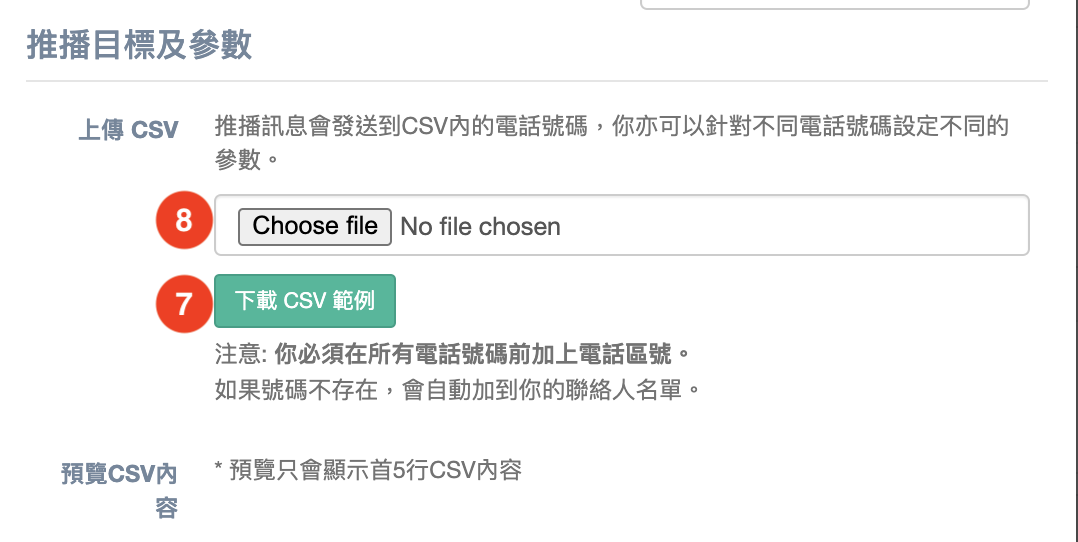 推播目標及參數
上傳 CSV
推播訊息會發送到CSV內的電話號碼，你亦可以針對不同電話號碼設定不同的
參數。
8
Choose file No file chosen
7
下載 CSV 範例
注意: 你必須在所有電話號碼前加上電話區號。
如果號碼不存在，會自動加到你的聯絡人名單。
預覽CSV內
容
* 預覽只會顯示首5行CSV內容